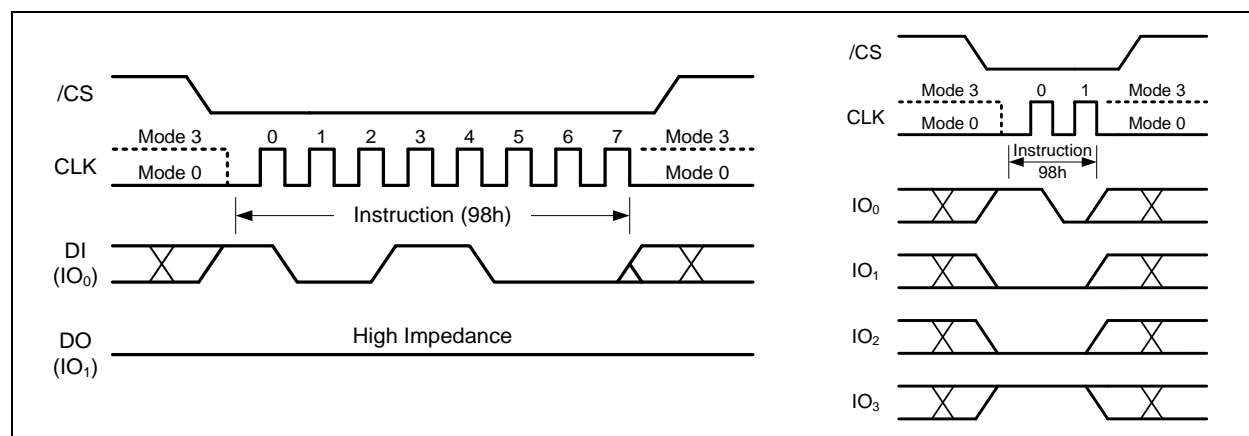 /CS
Mode 3 0 1 2 3 4 5 6 7 Mode 3
CLK
Mode 0 Mode 0
Instruction (98h)
DI
(IO0)
High Impedance
DO
(IO1)
/CS
Mode 3 0 1 Mode 3
CLK
Mode 0 Mode 0
Instruction
98h
IO0
IO1
IO2
IO3